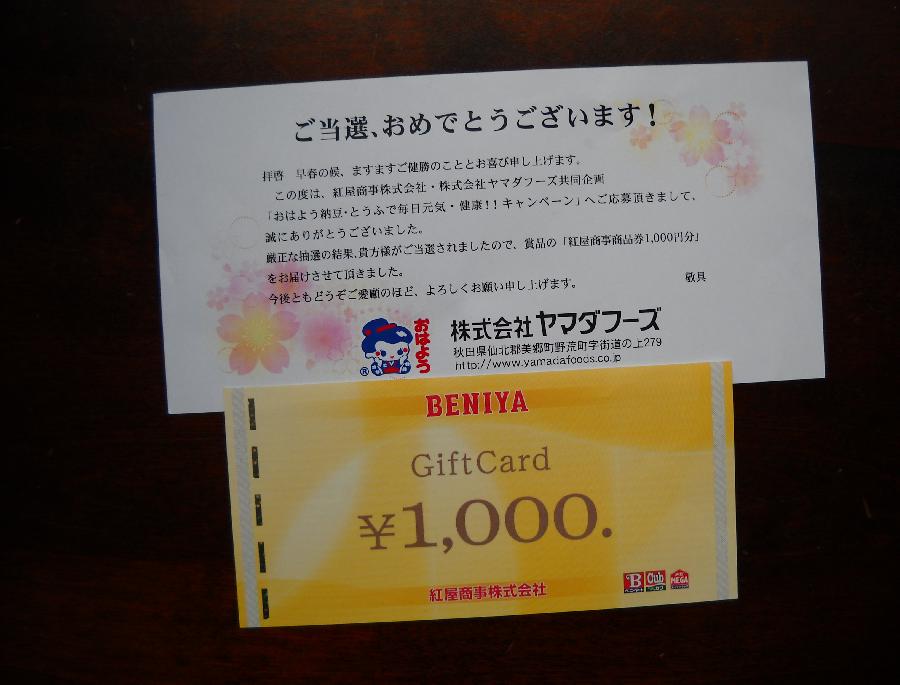 ご当選、おめでとうございます！
拝啓　早春の候、ますますご健勝のこととお喜び申し上げます。
この度は、紅屋商事株式会社・株式会社ヤマダフーズ共同企画
「おはよう納豆・とうふで毎日元気・健康！！キャンペーン」へご応募頂きまして、
誠にありがとうございました。
厳正な抽選の結果、貴方様がご当選されましたので、賞品の「紅屋商事商品券1,000円分」
をお届けさせて頂きました。
敬具
今後ともどうぞご愛顧のほど、よろしくお願い申し上げます。
おはよう
®
株式会社ヤマダフーズ
秋田県仙北郡美郷町野荒町字街道の上279
http://www.yamadafoods.co.jp
BENIYA
GiftCard
¥1,000.
紅屋商事株式会社
B
Cub
MEGA